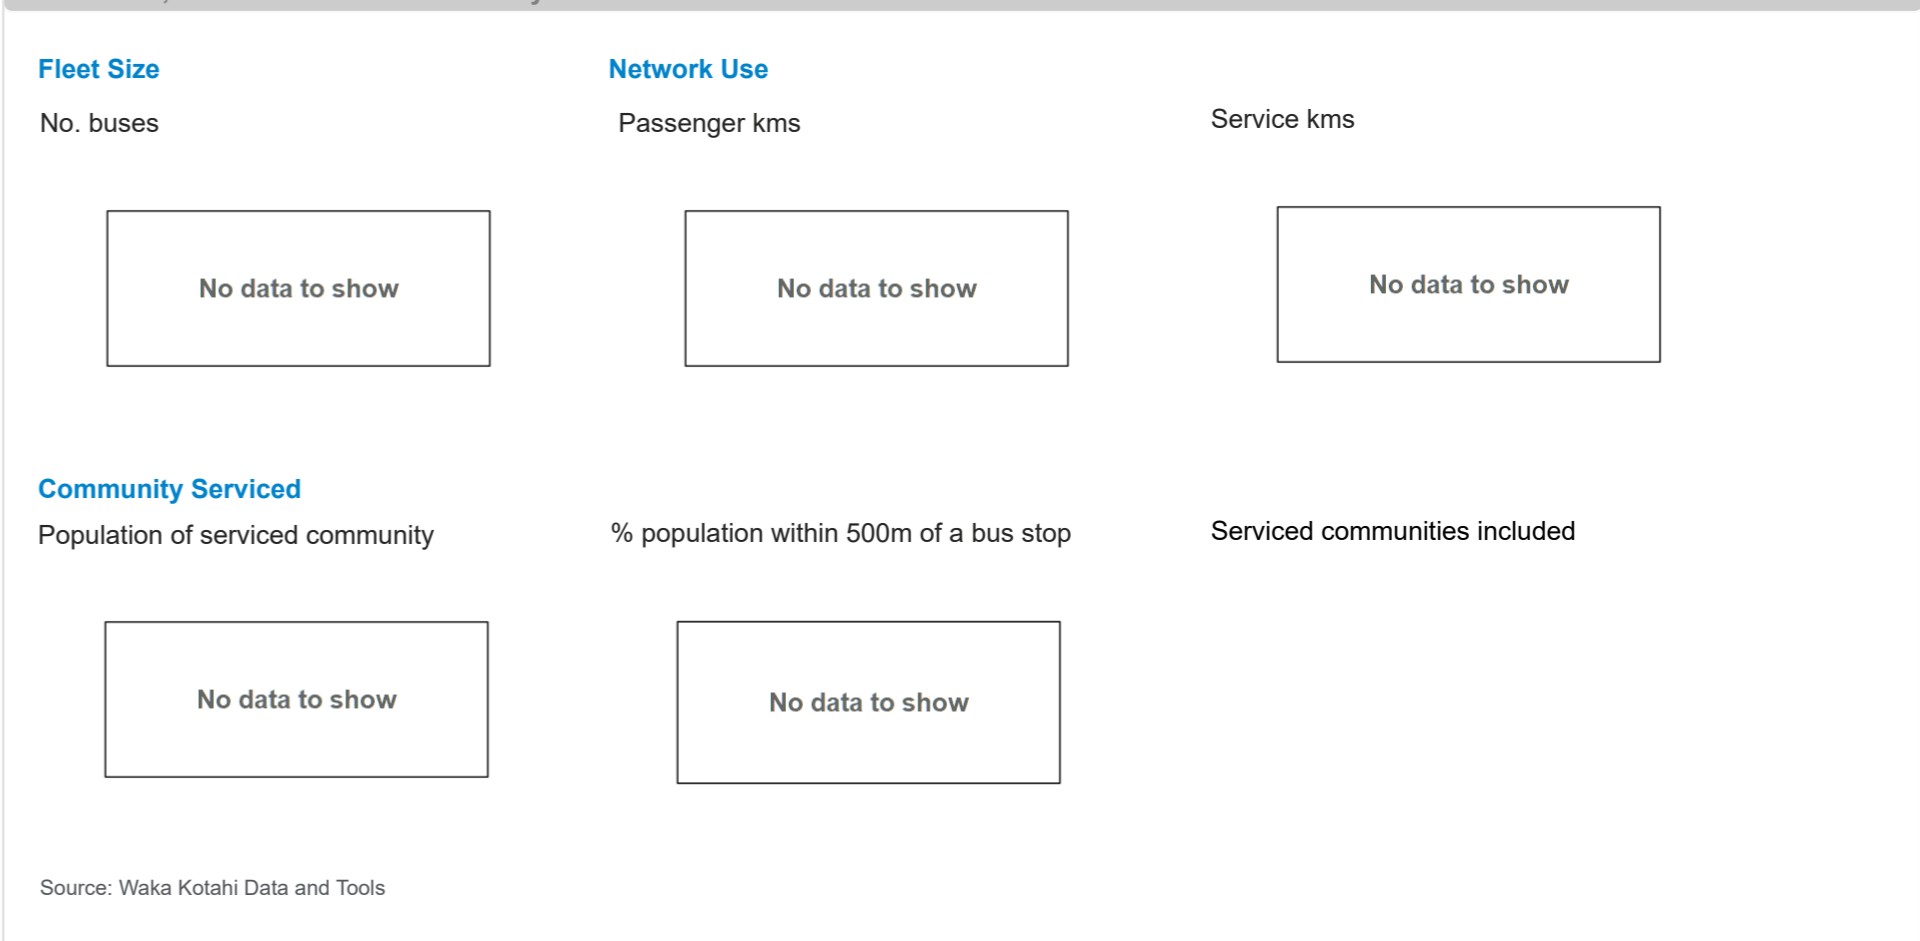 Fleet Size
Network Use
No. buses
Passenger kms
Service kms
No data to show
No data to show
No data to show
Community Serviced
Population of serviced community
% population within 500m of a bus stop
Serviced communities included
No data to show
No data to show
Source: Waka Kotahi Data and Tools